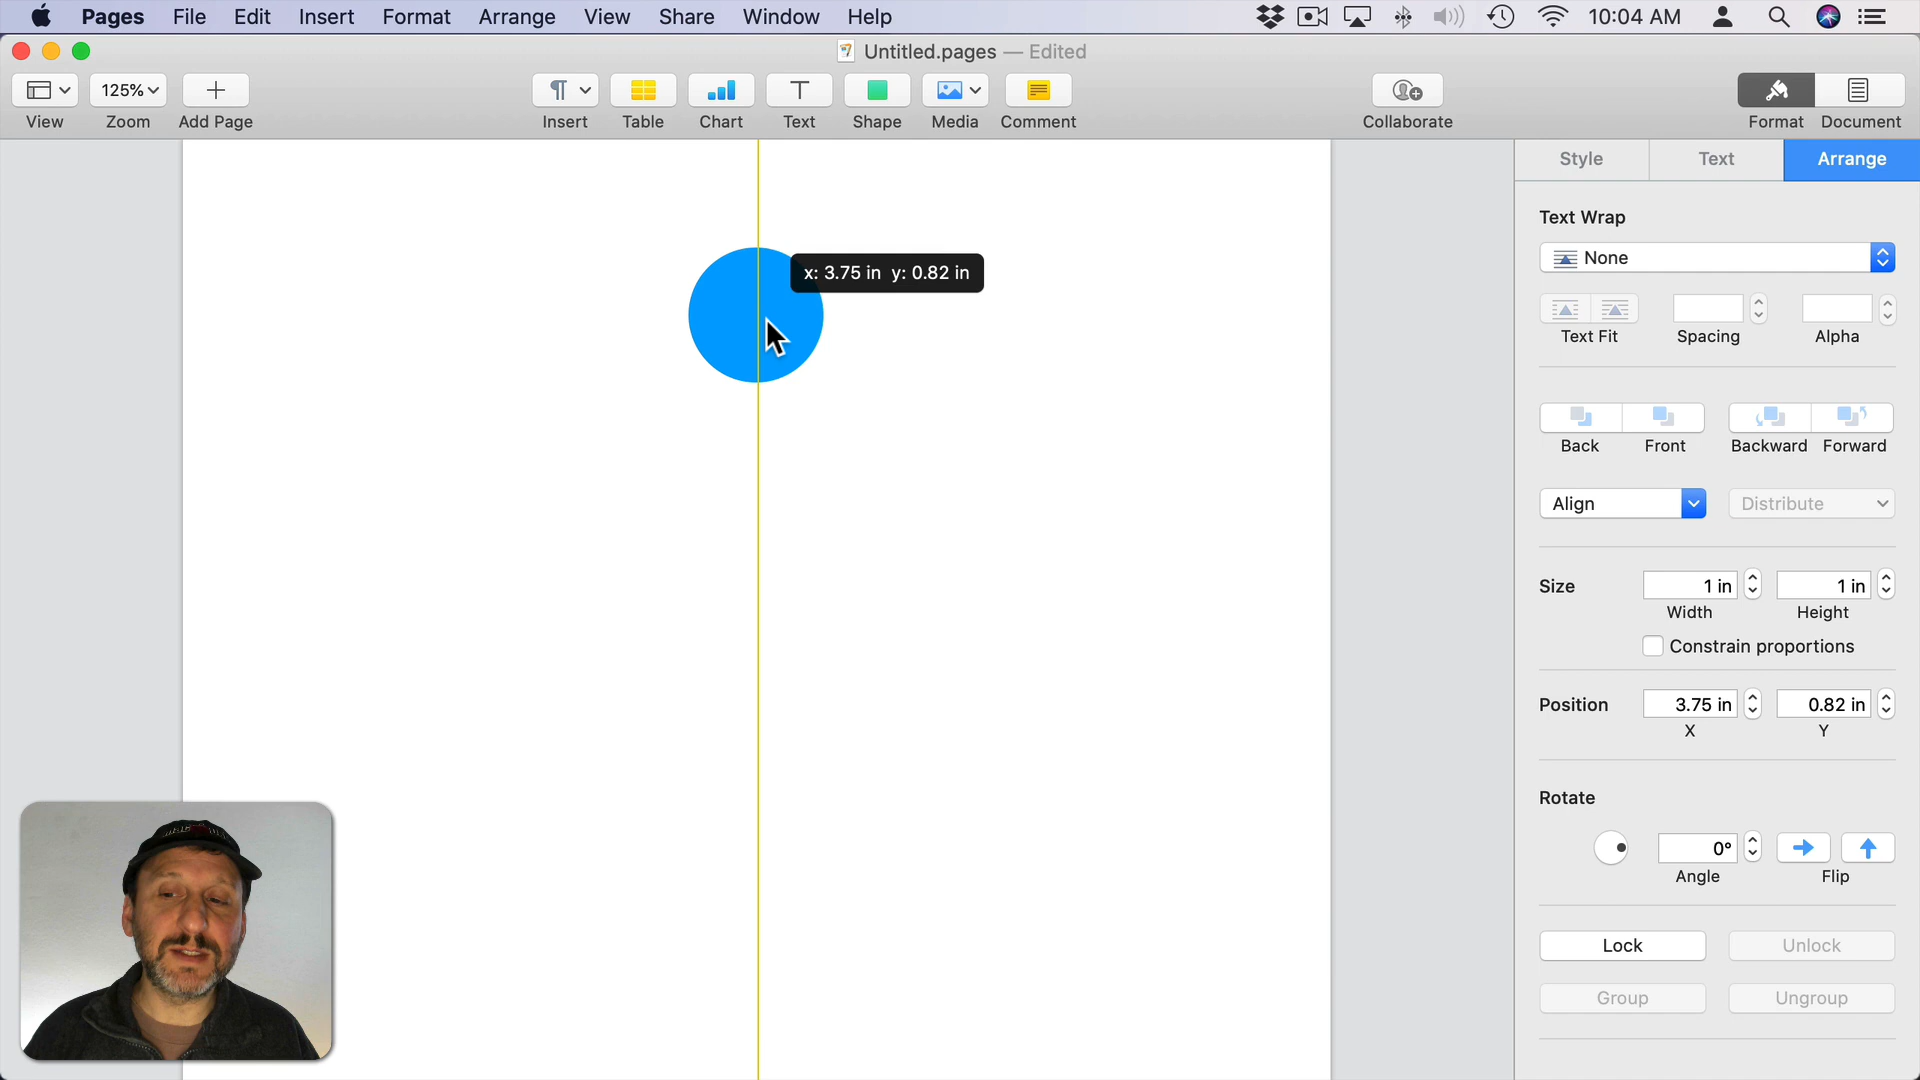 Pages File Edit Insert Format Arrange View Share Window Help 10:04 AM
Untitled.pages — Edited
125%
View Zoom Add Page Insert Table Chart Text Shape Media Comment Collaborate Format Document
Style Text Arrange
Text Wrap
None
Text Fit Spacing Alpha
Back Front Backward Forward
Align Distribute
Size 1 in 1 in
Width Height
Constrain proportions
Position 3.75 in 0.82 in
X Y
Rotate
0°
Angle Flip
Lock Unlock
Group Ungroup
x: 3.75 in y: 0.82 in